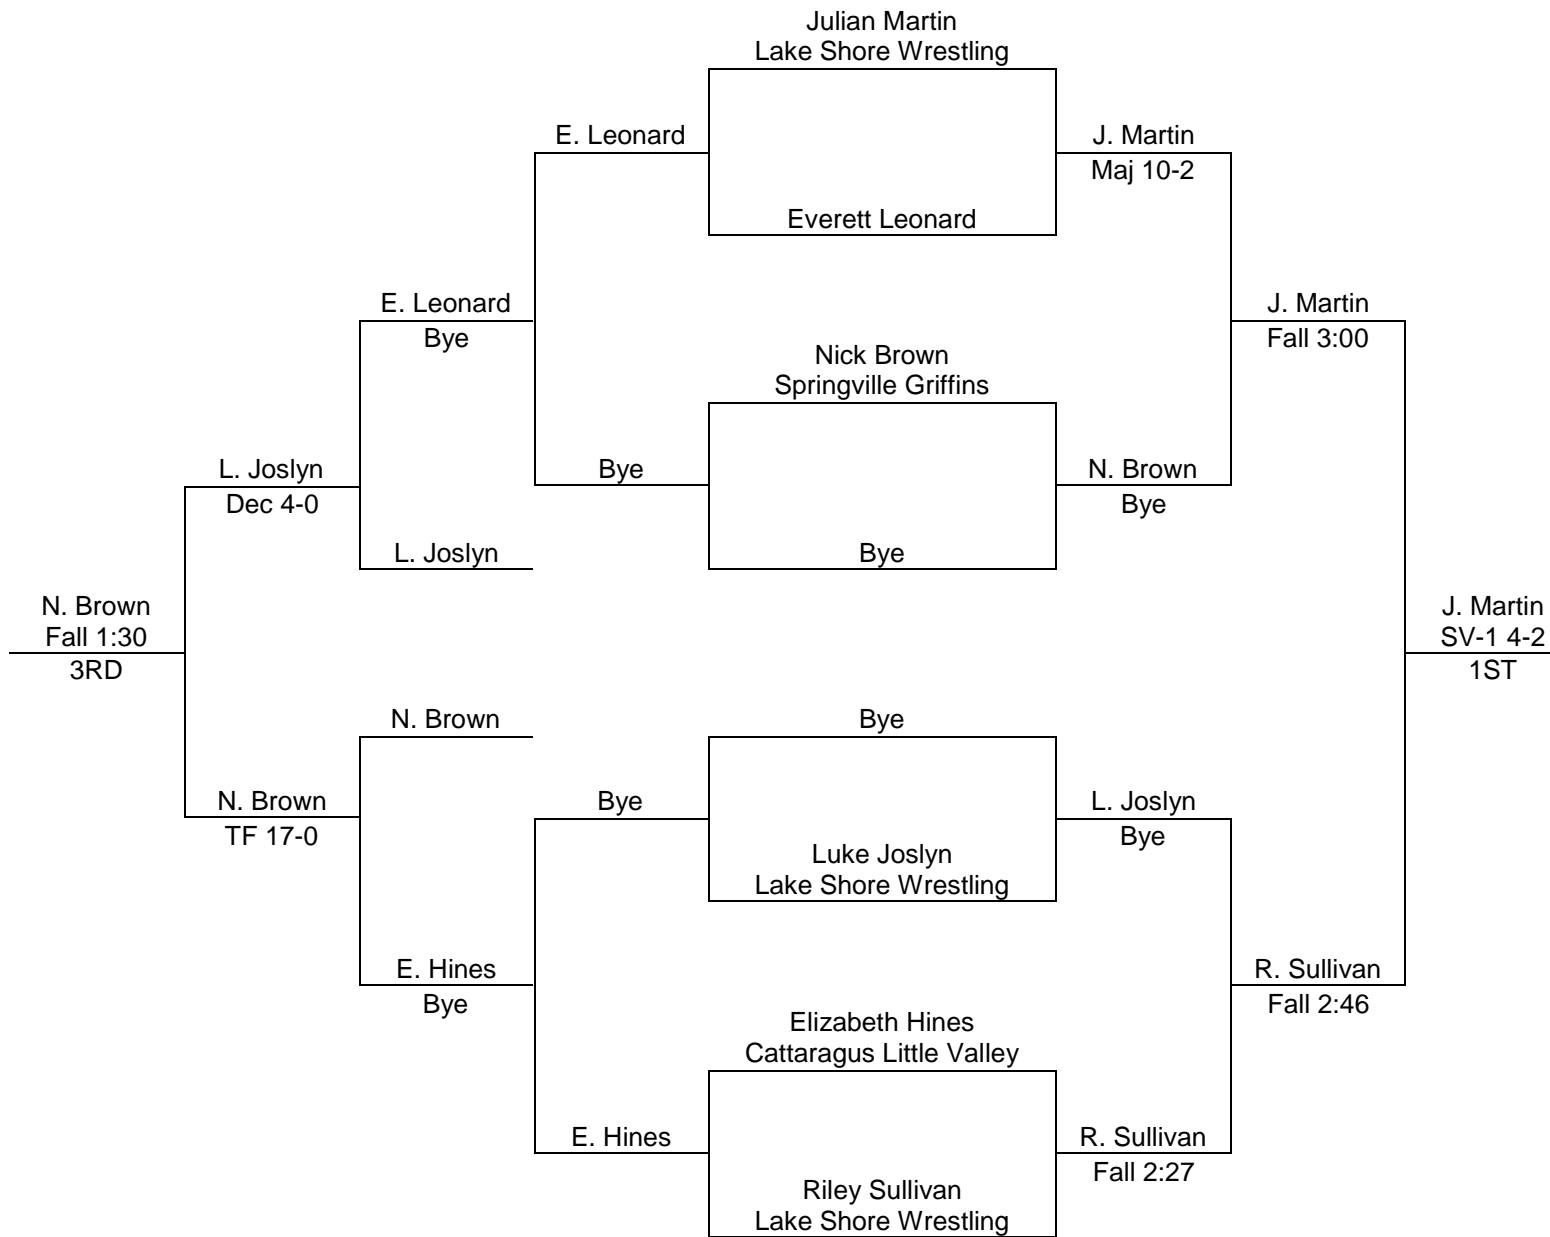 Julian Martin
Lake Shore Wrestling
E. Leonard
J. Martin
Maj 10-2
Everett Leonard
E. Leonard
Bye
J. Martin
Fall 3:00
Nick Brown
Springville Griffins
L. Joslyn
Dec 4-0
Bye
N. Brown
Bye
L. Joslyn
Bye
N. Brown
Fall 1:30
3RD
J. Martin
SV-1 4-2
1ST
N. Brown
Bye
N. Brown
TF 17-0
Bye
L. Joslyn
Bye
Luke Joslyn
Lake Shore Wrestling
E. Hines
Bye
R. Sullivan
Fall 2:46
Elizabeth Hines
Cattaragus Little Valley
E. Hines
R. Sullivan
Fall 2:27
Riley Sullivan
Lake Shore Wrestling